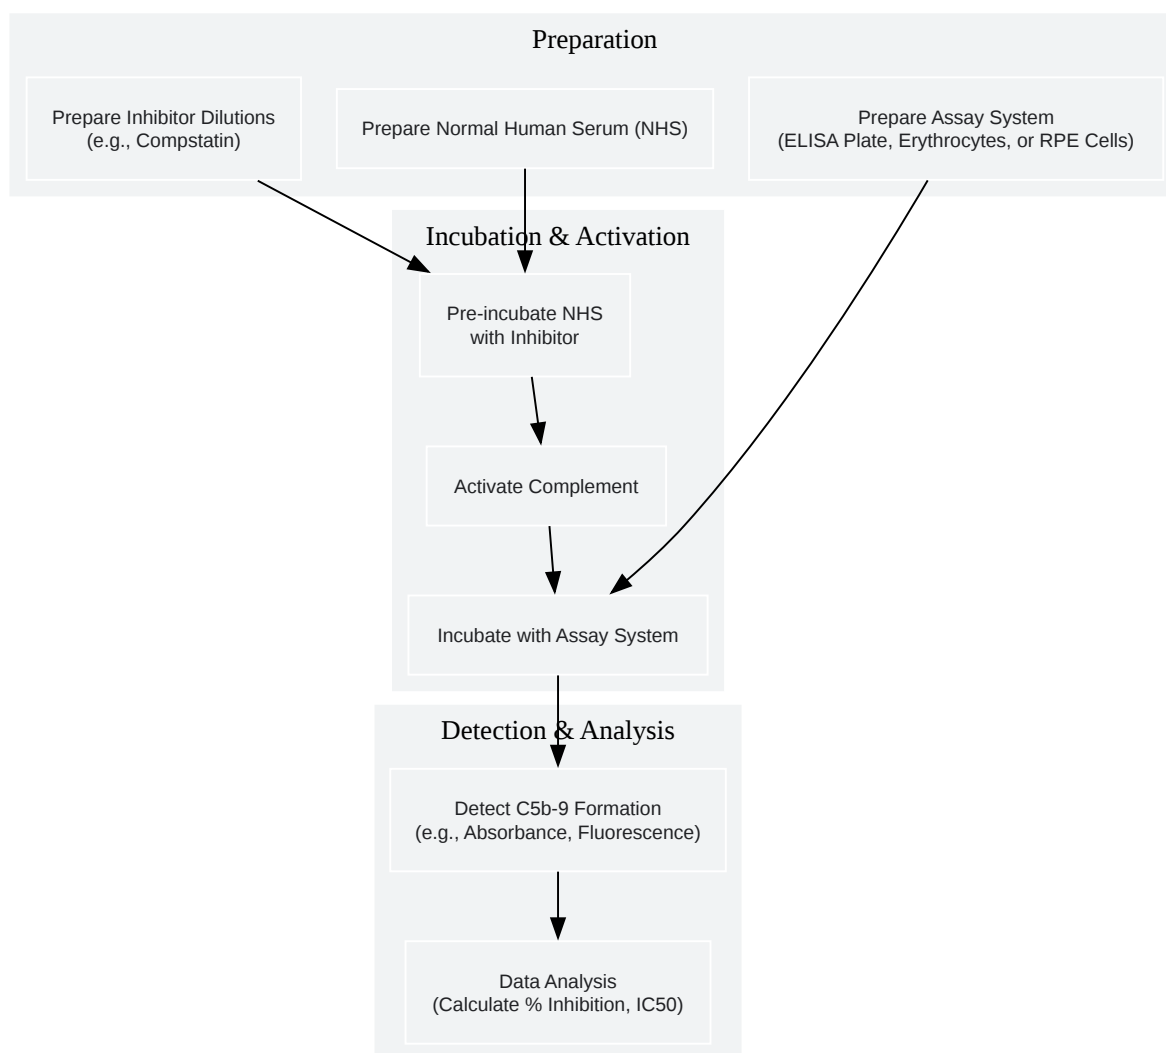 Preparation
Prepare Inhibitor Dilutions
(e.g., Compstatin)
Prepare Normal Human Serum (NHS)
Prepare Assay System
(ELISA Plate, Erythrocytes, or RPE Cells)
Incubation & Activation
Pre-incubate NHS
with Inhibitor
Activate Complement
Incubate with Assay System
Detection & Analysis
Detect C5b-9 Formation
(e.g., Absorbance, Fluorescence)
Data Analysis
(Calculate % Inhibition, IC50)